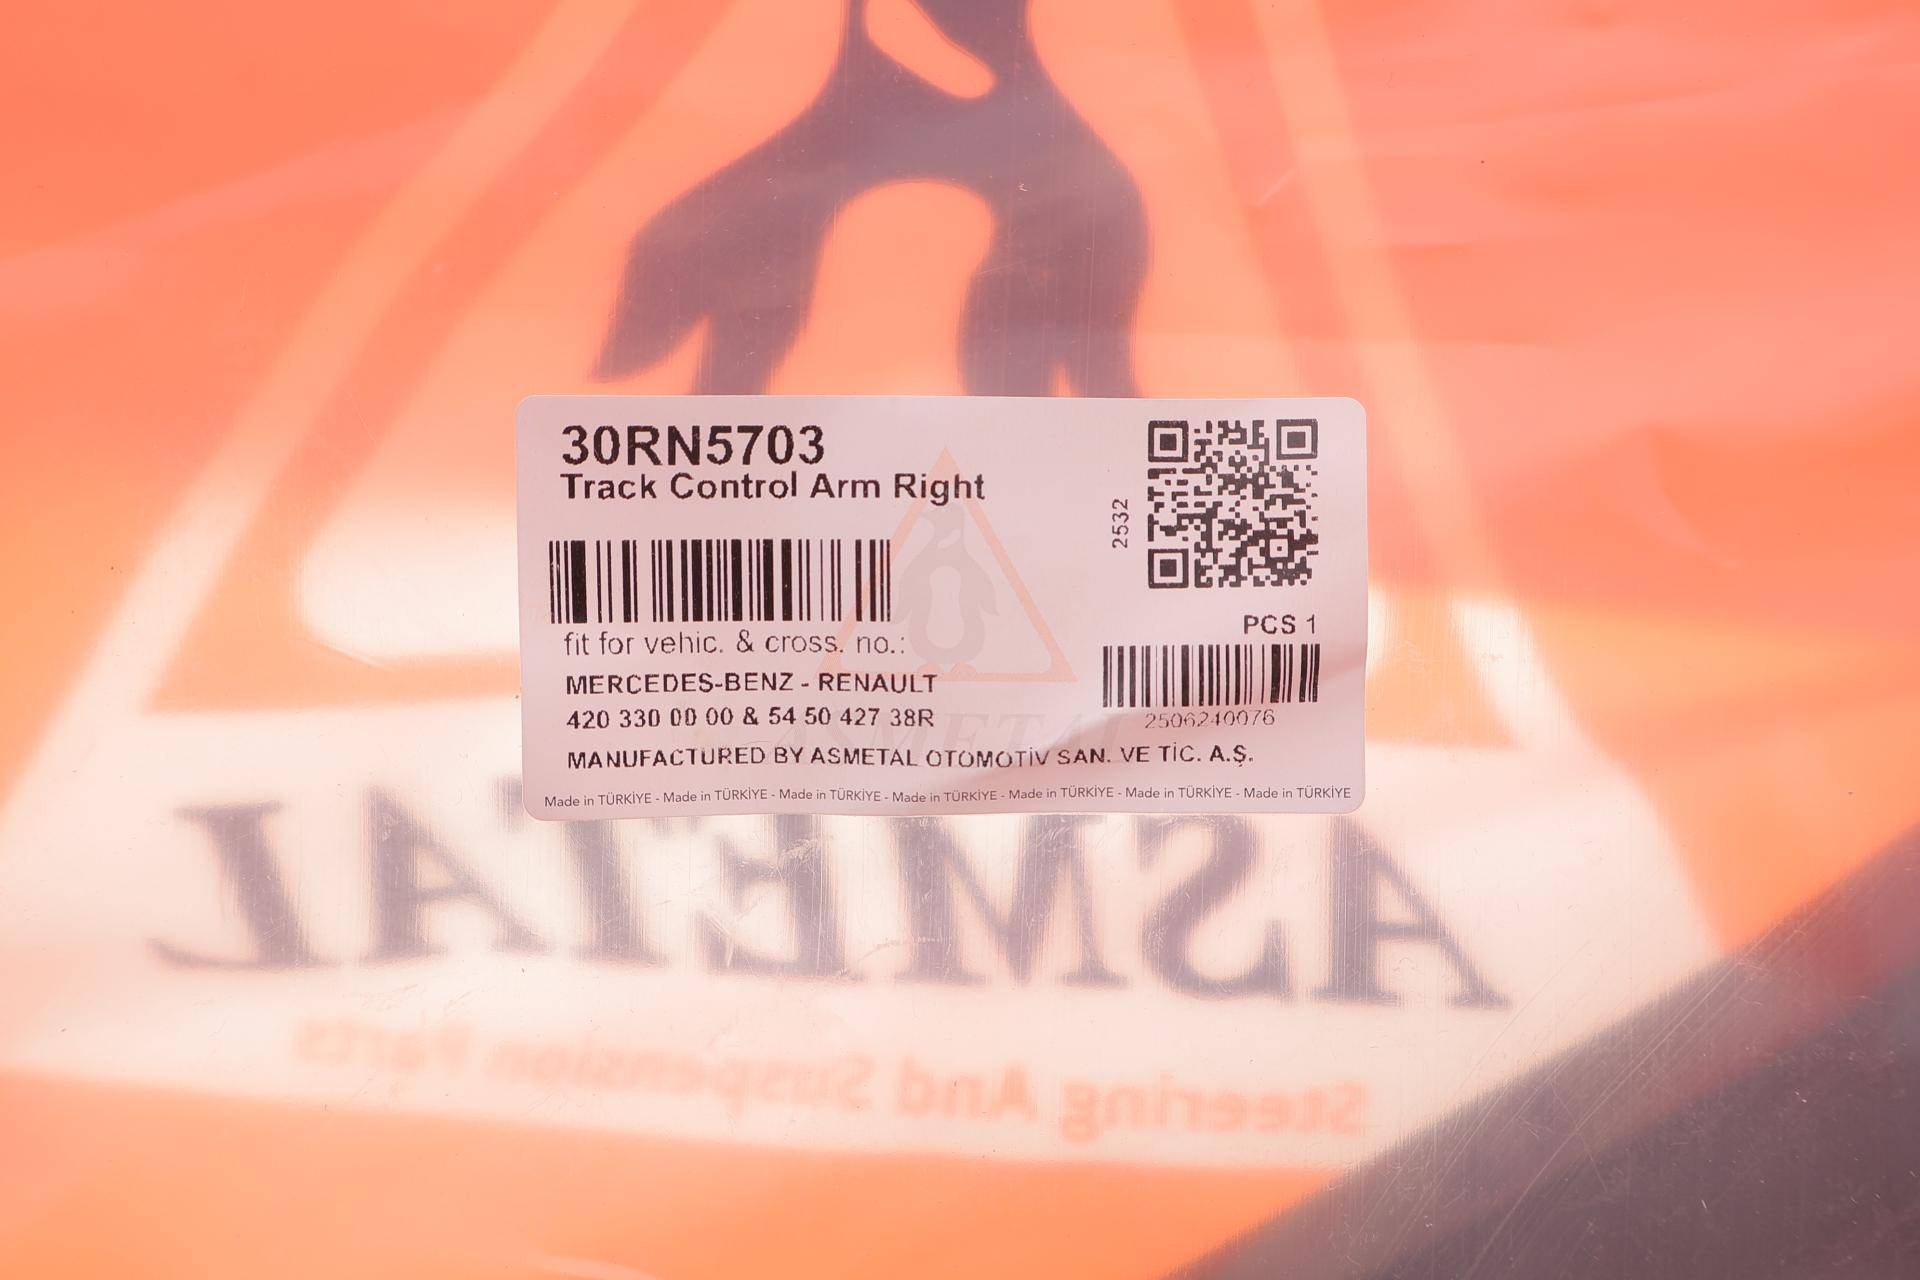 30RN5703
Track Control Arm Right
2532
fit for vehic. & cross. no.:
PCS 1
MERCEDES-BENZ - RENAULT
420 330 00 00 & 54 50 427 38R
2506240076
MANUFACTURED BY ASMETAL OTOMOTİV SAN. VE TİC. A.Ş.
Made in TÜRKİYE - Made in TÜRKİYE - Made in TÜRKİYE - Made in TÜRKİYE - Made in TÜRKİYE - Made in TÜRKİYE - Made in TÜRKİYE
ASMETAL
Steering And Suspension Parts